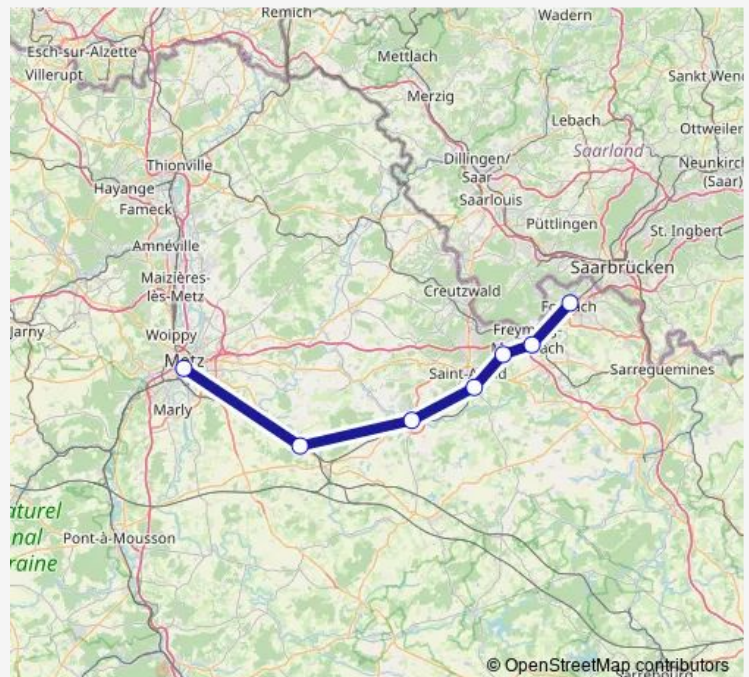 Remich
Wadern
Esch-sur-Alzette
Villerupt
Mettlach
Sankt Wend
Merzig
Lebach
Ottweiler
Saarland
Thionville
Dillingen/
Saar
Neunkirch
(Saar)
Hayange
Saarlouis
Fameck
Püttlingen
St. Ingbert
Amnéville
Saarbrücken
Maizières-
lès-Metz
Creutzwald
Jarny
Woippy
Metz
Saint-A
Sarreguemines
Marly
aturel
nal
raine
Pont-à-Mousson
© OpenStreetMap contributors